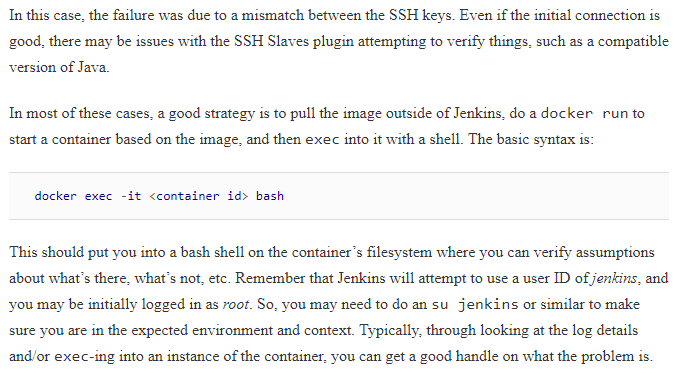 In this case, the failure was due to a mismatch between the SSH keys. Even if the initial connection is
good, there may be issues with the SSH Slaves plugin attempting to verify things, such as a compatible
version of Java.
In most of these cases, a good strategy is to pull the image outside of Jenkins, do a docker run to
start a container based on the image, and then exec into it with a shell. The basic syntax is:
docker exec -it <container id> bash
This should put you into a bash shell on the container’s filesystem where you can verify assumptions
about what’s there, what’s not, etc. Remember that Jenkins will attempt to use a user ID of jenkins, and
you may be initially logged in as root. So, you may need to do an su jenkins or similar to make
sure you are in the expected environment and context. Typically, through looking at the log details
and/or exec-ing into an instance of the container, you can get a good handle on what the problem is.